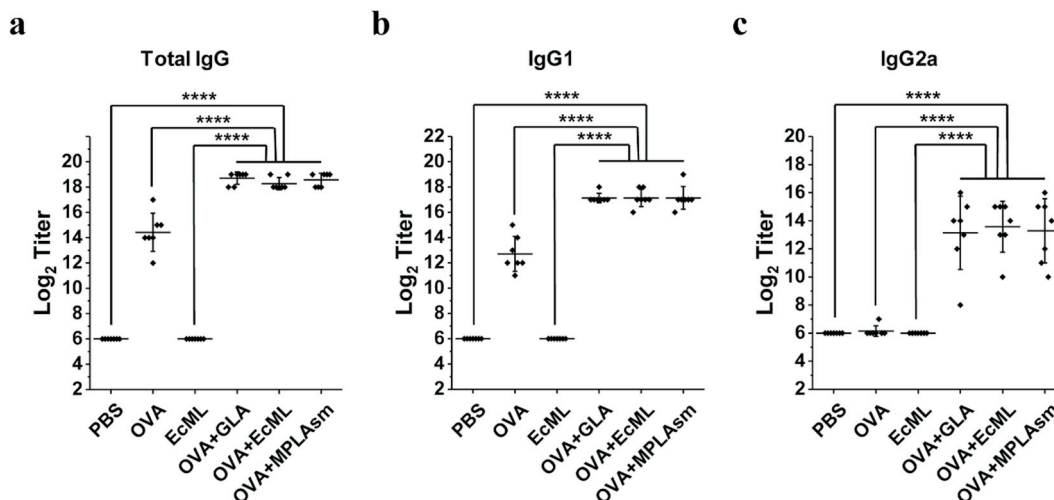 a
Total IgG
****
****
****
Log2 Titer
20
18
16
14
12
10
8
6
4
2
PBS
OVA
EcML
OVA+GLA
OVA+EcML
OVA+MPLAsm
b
IgG1
****
****
****
Log2 Titer
22
20
18
16
14
12
10
8
6
4
2
PBS
OVA
EcML
OVA+GLA
OVA+EcML
OVA+MPLAsm
c
IgG2a
****
****
****
Log2 Titer
20
18
16
14
12
10
8
6
4
2
PBS
OVA
EcML
OVA+GLA
OVA+EcML
OVA+MPLAsm